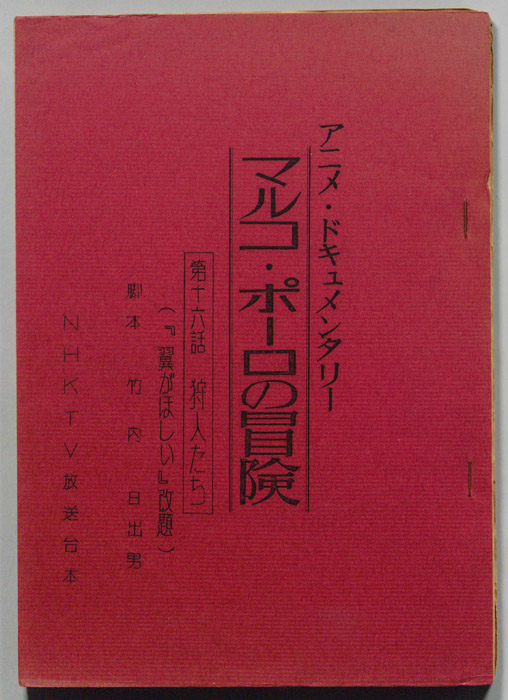 アニメ・ドキュメンタリー
マルコ・ポーロの冒険
第十六話 狩人たち
（『翼がほしい』改題）
脚本 竹内 日出男
NHKTV放送台本